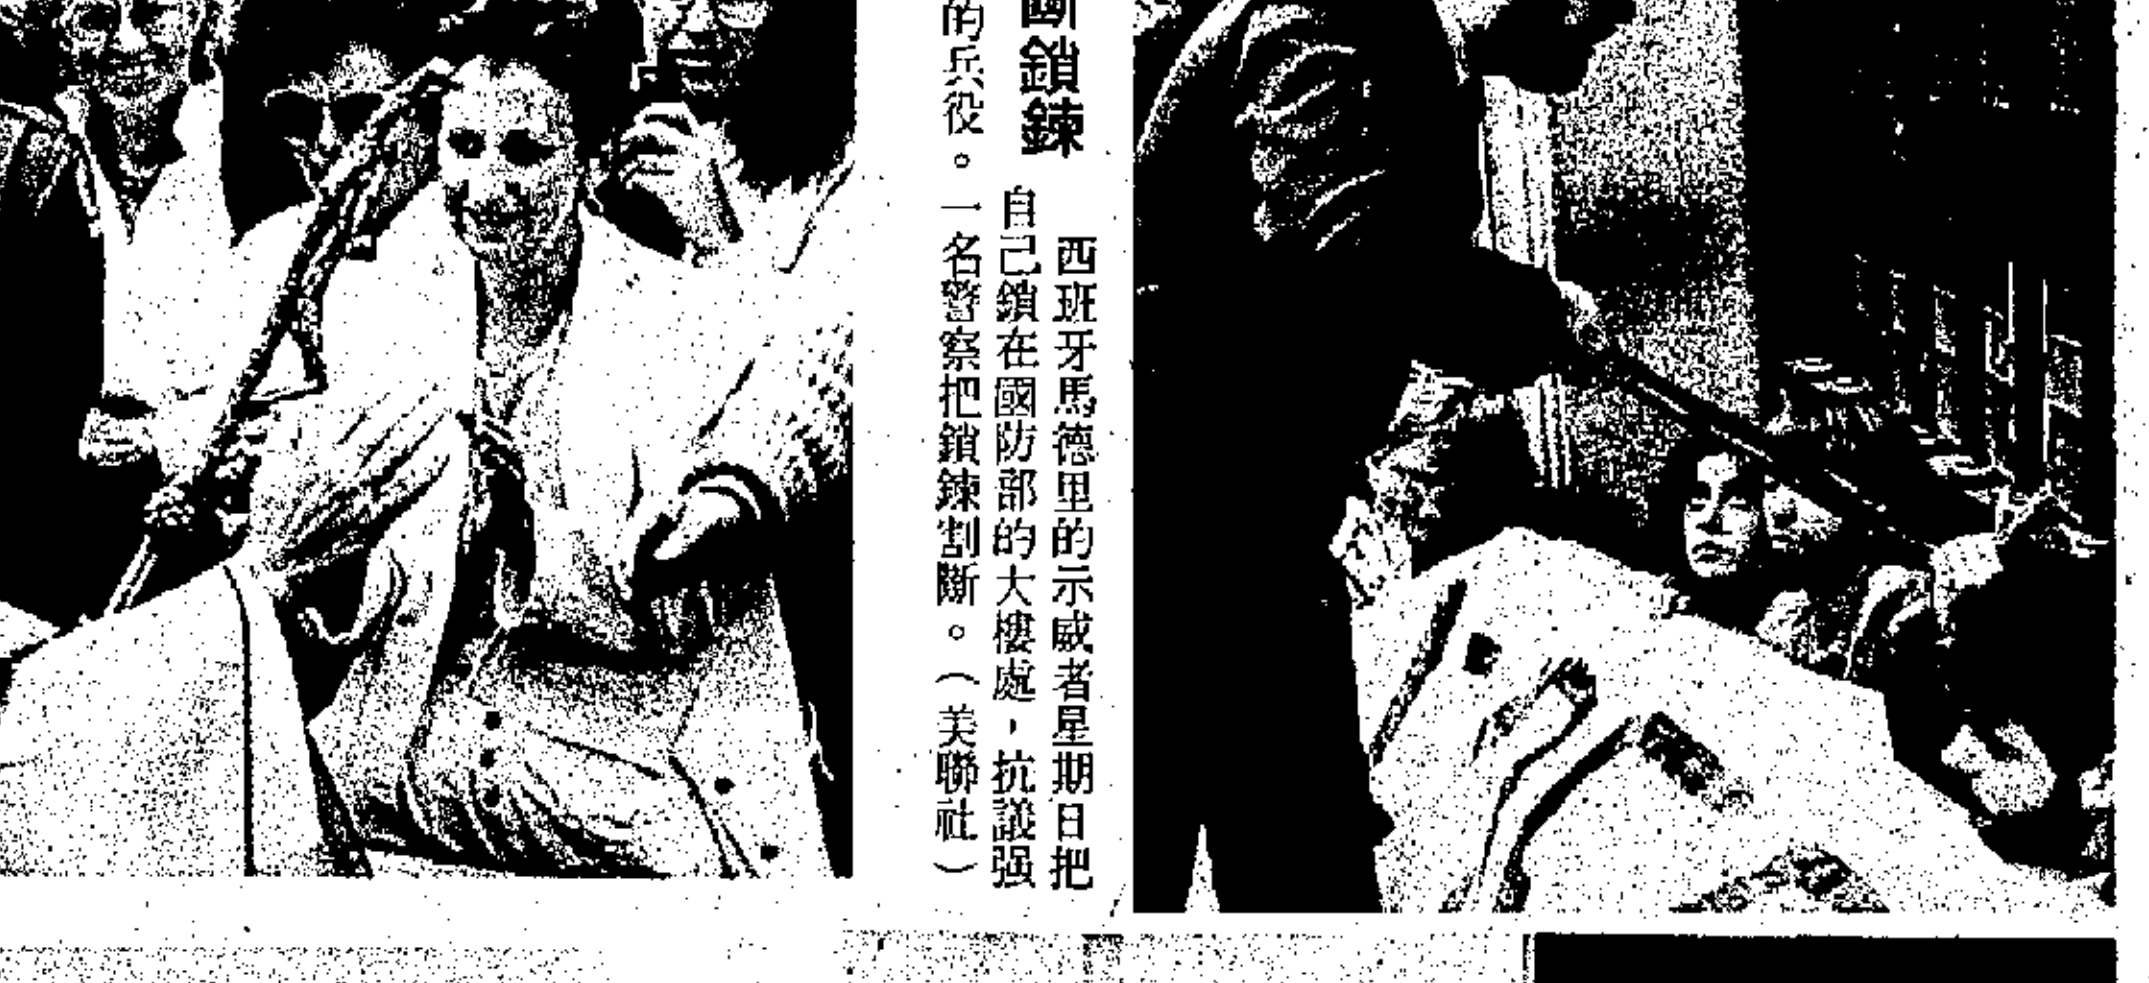 斷鎖鍊
西班牙馬德里的示威者星期日把
自己鎖在國防部的大樓處，抗議强
的兵役。一名警察把鎖鍊割斷。（美聯社）